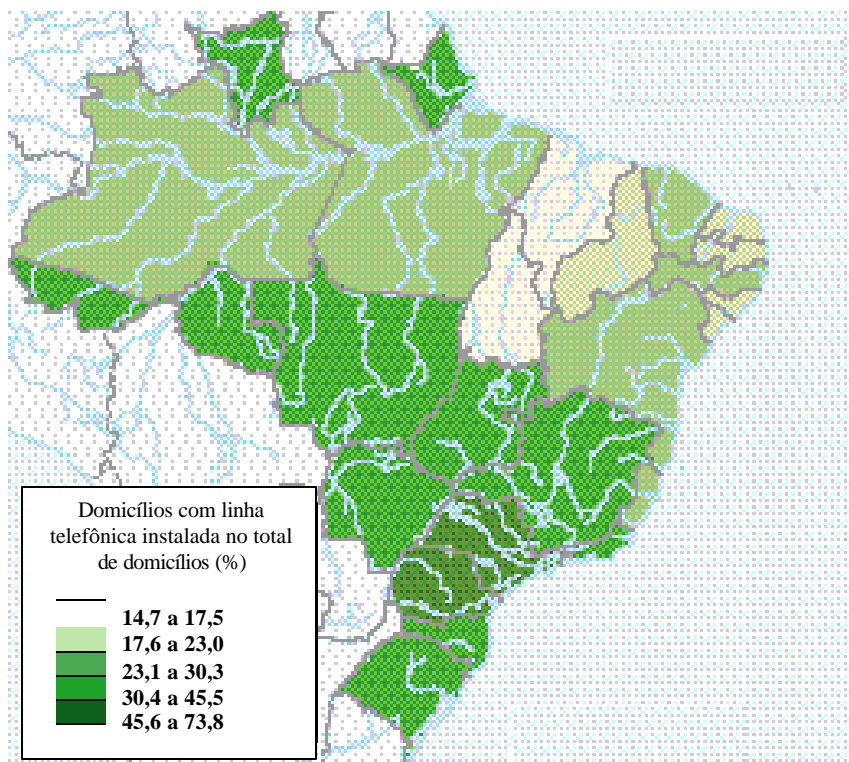 Domicílios com linha
telefônica instalada no total
de domicílios (%)
14,7 a 17,5
17,6 a 23,0
23,1 a 30,3
30,4 a 45,5
45,6 a 73,8